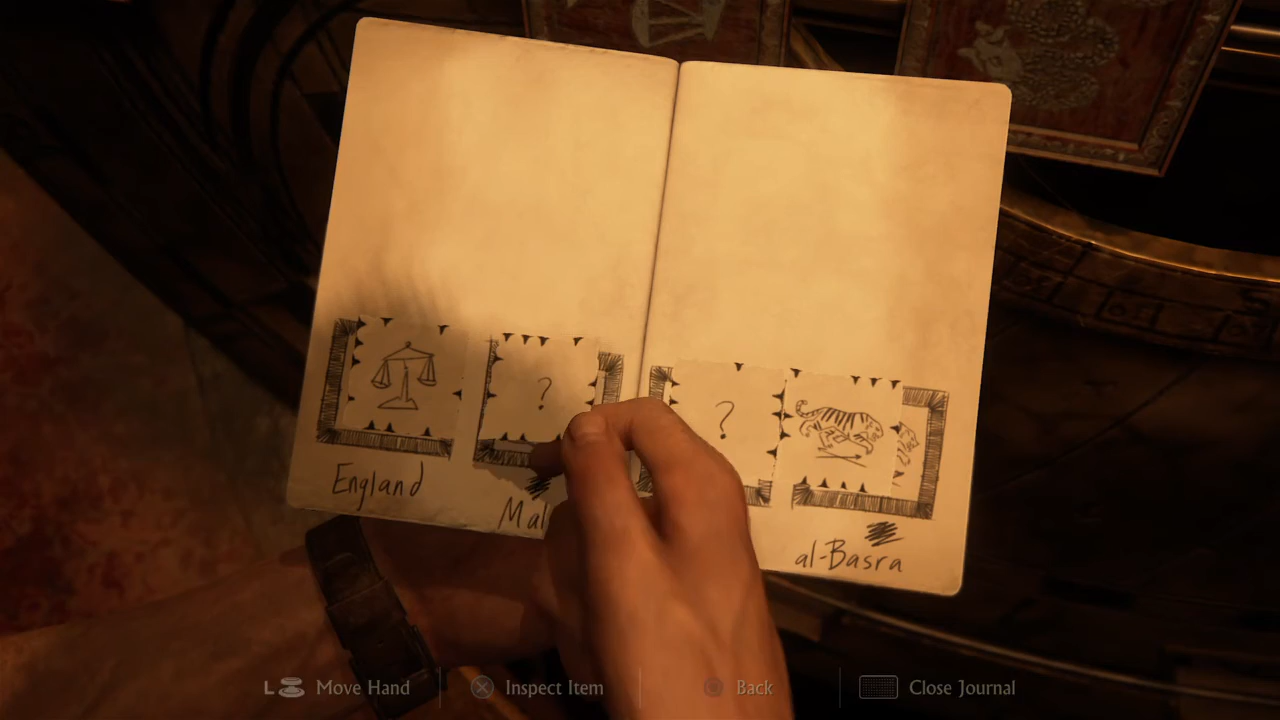 ?
?
England
al-Basra
L Move Hand
Inspect Item
Back
Close Journal